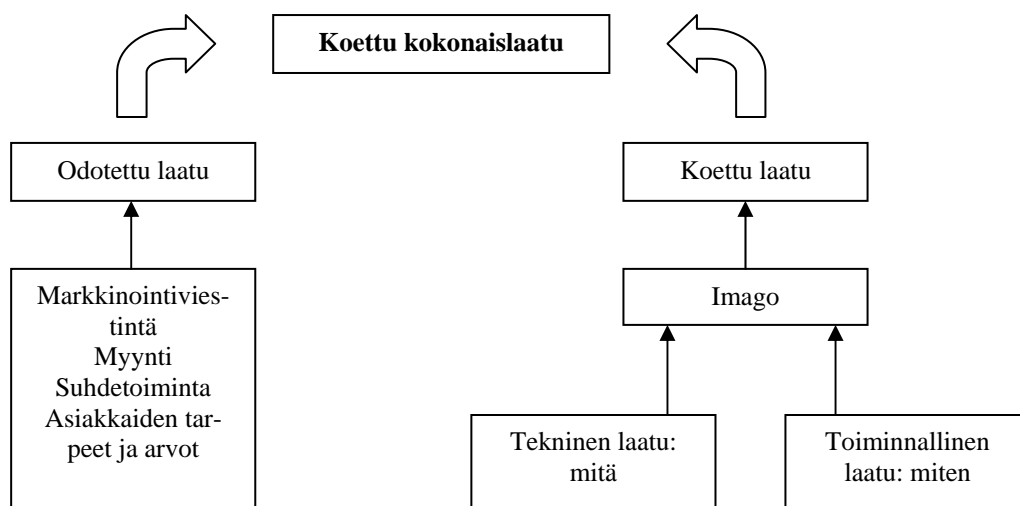 Koettu kokonaislaatu
Odotettu laatu
Koettu laatu
Markkinointivies-
tintä
Myynti
Suhdetoiminta
Asiakkaiden tar-
peet ja arvot
Imago
Tekninen laatu:
mitä
Toiminnallinen
laatu: miten